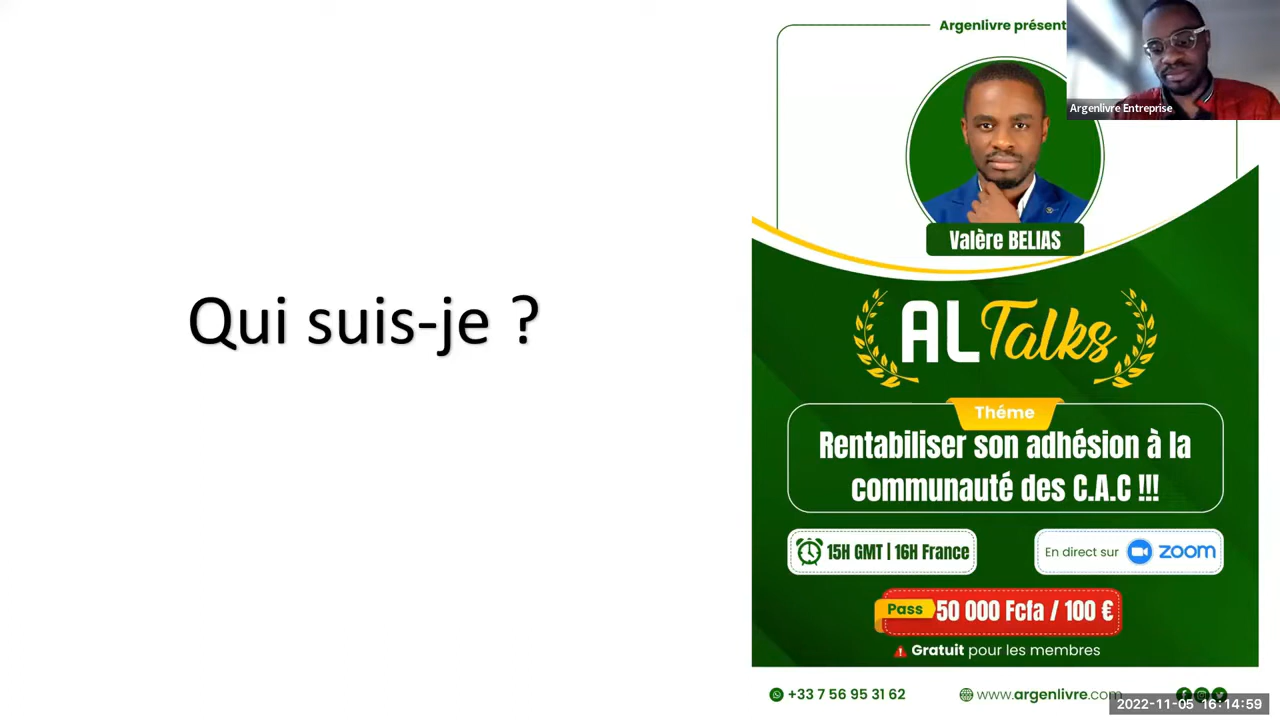 Qui suis-je ?
Argenlivre présent
Argenlivre Entreprise
Valère BELIAS
AL Talks
Théme
Rentabiliser son adhésion à la
communauté des C.A.C !!!
15H GMT | 16H France
En direct sur zoom
Pass 50 000 Fcfa / 100 €
Gratuit pour les membres
+33 7 56 95 31 62
www.argenlivre.com
2022-11-05 16:14:59